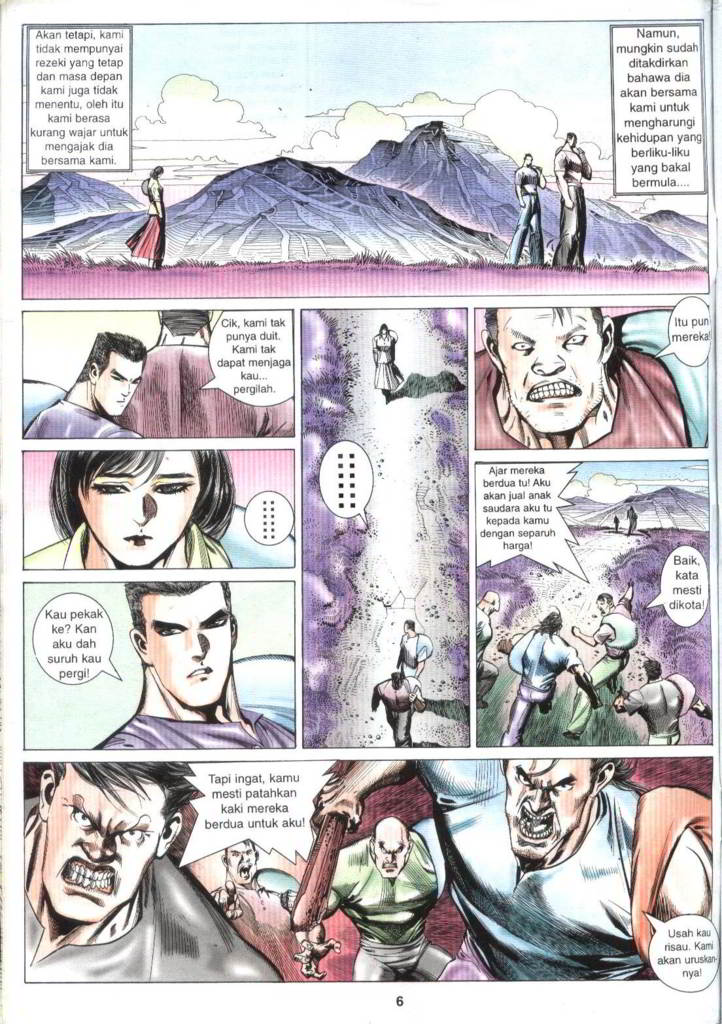 Akan tetapi, kami
tidak mempunyai
rezeki yang tetap
dan masa depan
kami juga tidak
menentu, oleh itu
kami berasa
kurang wajar untuk
mengajak dia
bersama kami.
Namun,
mungkin sudah
ditakdirkan
bahawa dia
akan bersama
kami untuk
mengharungi
kehidupan yang
berliku-liku
yang bakal
bermula....
Cik, kami tak
punya duit.
Kami tak
dapat menjaga
kau...
pergilah.
Kau pekak
ke? Kan
aku dah
suruh kau
pergi!
Itu pun
mereka!
Ajar mereka
berdua tu! Aku
akan jual anak
saudara aku tu
kepada kamu
dengan separuh
harga!
Baik,
kata
mesti
dikota!
Tapi ingat, kamu
mesti patahkan
kaki mereka
berdua untuk aku!
Usah kau
risau. Kami
akan uruskan-
nya!
6